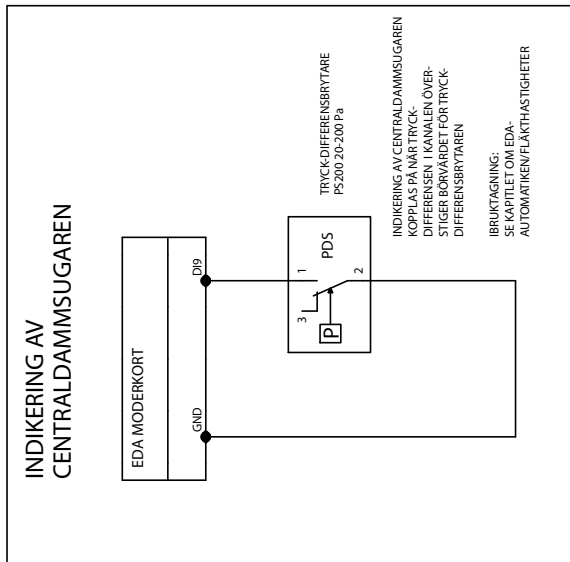 INDIKERING AV
CENTRALDAMMSUGAREN
EDA MODERKORT
GND
DI9
3
1
PDS
P
2
TRYCK-DIFFERENSBRYTARE
PS200 20-200 Pa
INDIKERING AV CENTRALDAMMSUGAREN
KOPPLAS PÅ NÄR TRYCK-
DIFFERENSEN I KANALEN ÖVER-
STIGER BÖRVÄRDET FÖR TRYCK-
DIFFERENSBRYTAREN
IBRUKTAGNING:
SE KAPITLET OM EDA-
AUTOMATIKEN/FLÄKTHASTIGHETER